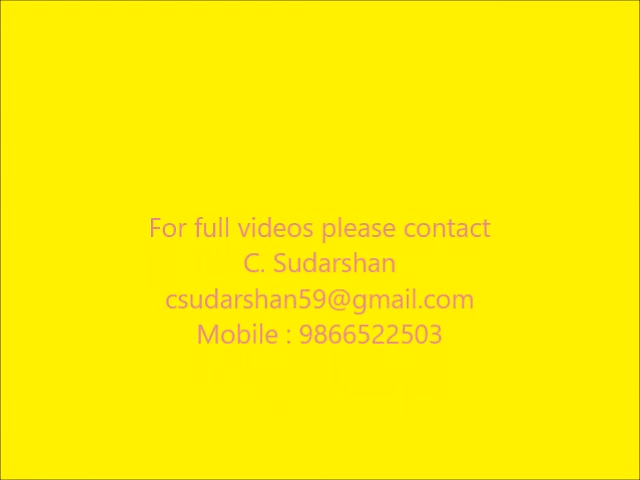 For full videos please contact
C. Sudarshan
csudarshan59@gmail.com
Mobile : 9866522503